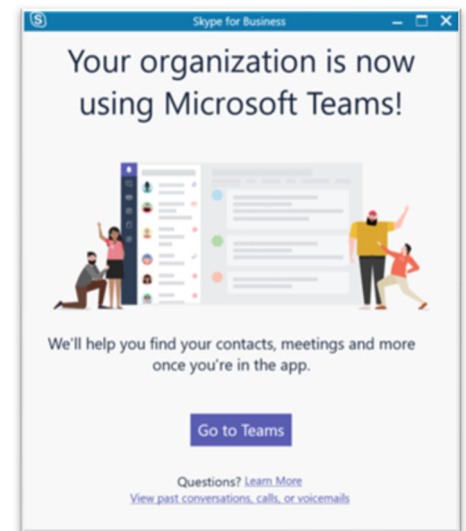 Skype for Business
Your organization is now
using Microsoft Teams!
We'll help you find your contacts, meetings and more
once you're in the app.
Go to Teams
Questions? Learn More
View past conversations, calls, or voicemails